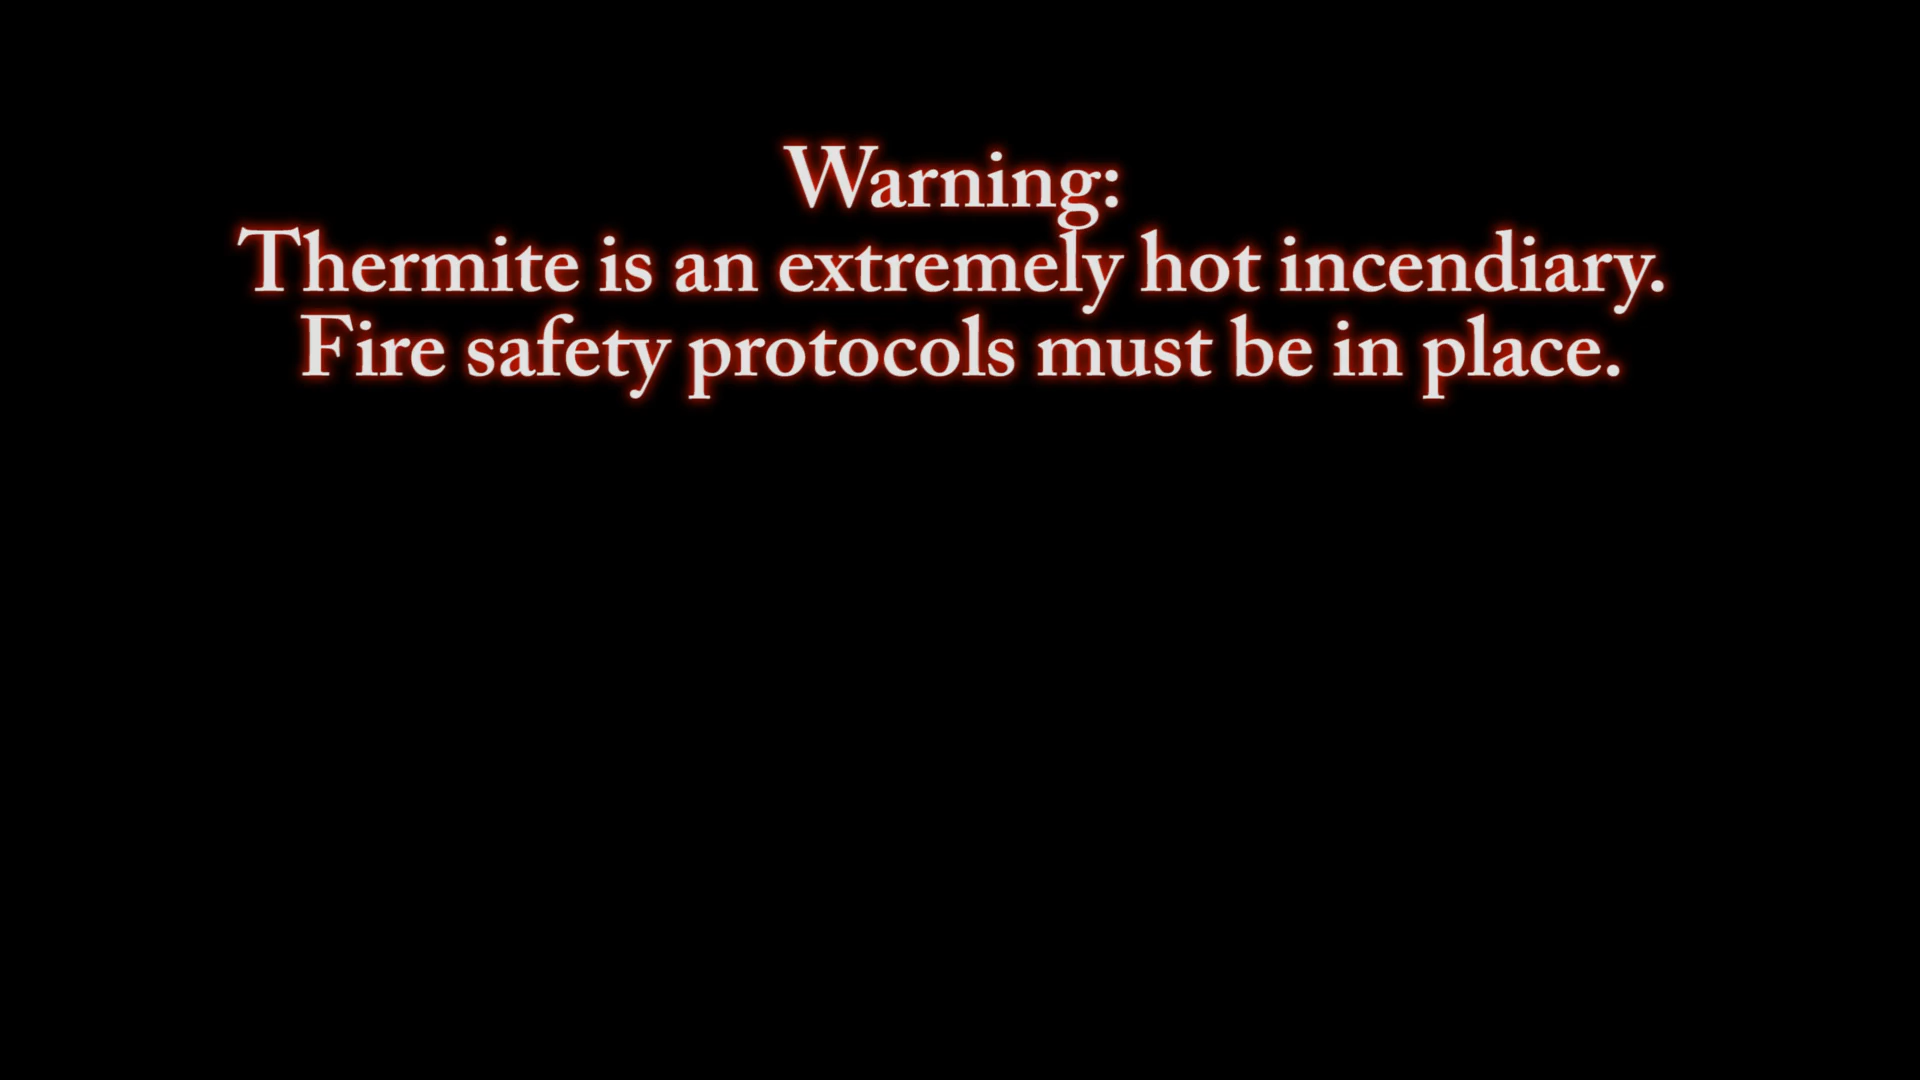 Warning:
Thermite is an extremely hot incendiary.
Fire safety protocols must be in place.